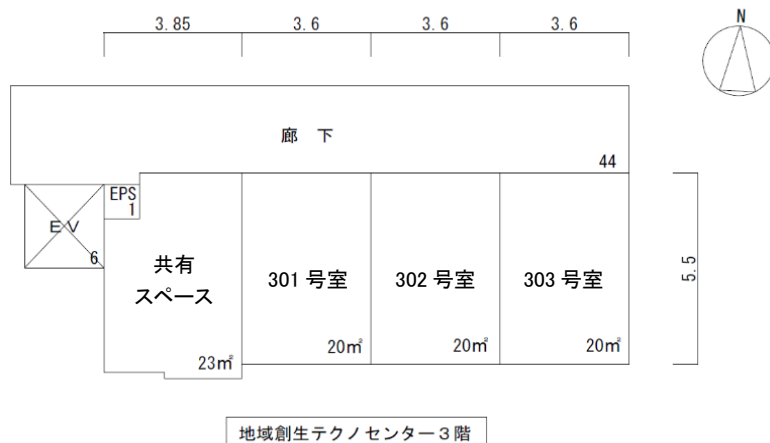 3.85 3.6 3.6 3.6
N
廊 下
44
EPS
1
EV
6
共有
スペース
301 号室 302 号室 303 号室
5.5
23㎡ 20㎡ 20㎡ 20㎡
地域創生テクノセンター3階